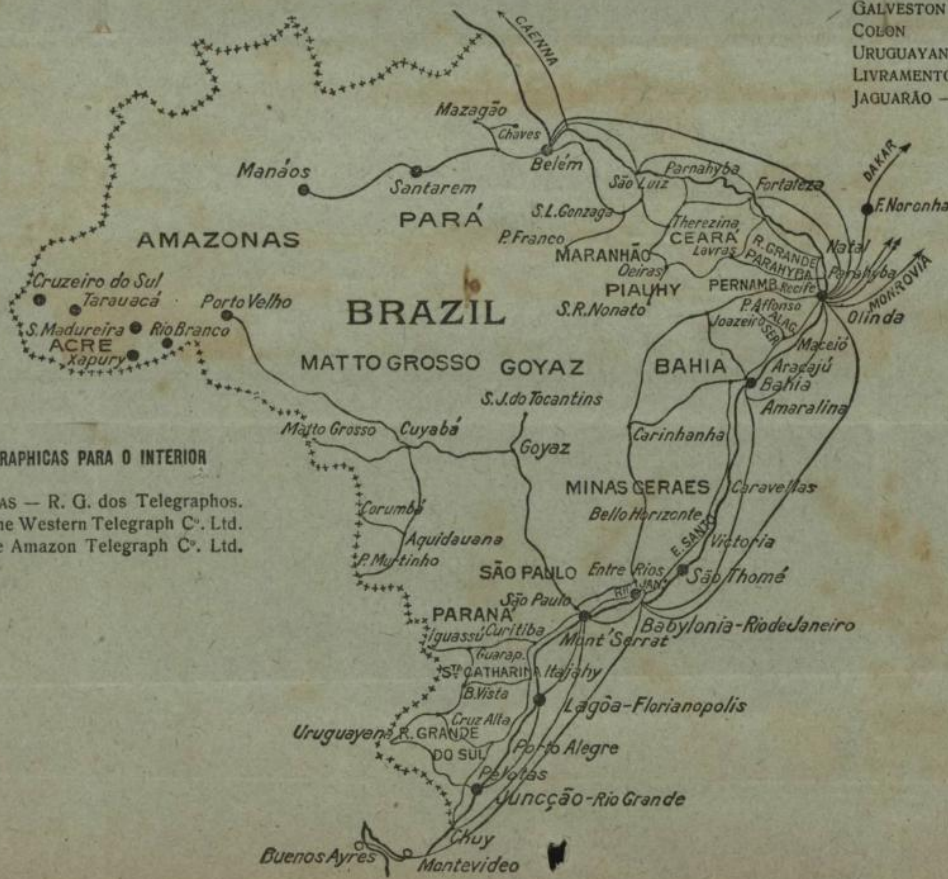 GALVESTON
COLON
URUGUAYAN
LIVRAMENTO
JAGUARÃO —
CAENNA
Mazagão
Chaves
Belém
Manáos
Santarem
São Luiz
Parnahyba
Fortaleza
DAKAR
F. Noronha
PARÁ
S.L. Gonzaga
Therezina
CEARÁ
Lavras
R. GRANDE
Natal
AMAZONAS
P. Franco
MARANHÃO
Oeiras
PARAHYBA
Parahyba
MONROVIA
PIAUHY
PERNAMB.
Recife
Olinda
Cruzeiro do Sul
Tarauacá
Porto Velho
BRAZIL
S.R. Nonato
P. Affonso
ALAG.
Joazeiro
SER.
Maceió
S. Madureira
Rio Branco
ACRE
Xapury
MATTO GROSSO
GOYAZ
BAHIA
Aracajú
Bahia
S.J. do Tocantins
Amaralina
Matto Grosso
Cuyabá
Goyaz
Carinhanha
GRAPHICAS PARA O INTERIOR
AS — R. G. dos Telegraphos.
ne Western Telegraph Cº. Ltd.
e Amazon Telegraph Cº. Ltd.
MINAS GERAES
Caravellas
Corumbá
Bello Horizonte
E. SANTO
Aquidauana
Victoria
P. Murtinho
SÃO PAULO
Entre Rios
São Thomé
São Paulo
JAN.
PARANÁ
Babylonia-Rio de Janeiro
Mont'Serrat
Iguassú
Curitiba
Guarap.
STA CATHARINA
Itajahy
B. Vista
Lagôa-Florianopolis
Cruz Alta
Uruguayana
R. GRANDE
DO SUL
Porto Alegre
Pelotas
Juncção-Rio Grande
Chuy
Buenos Ayres
Montevideo